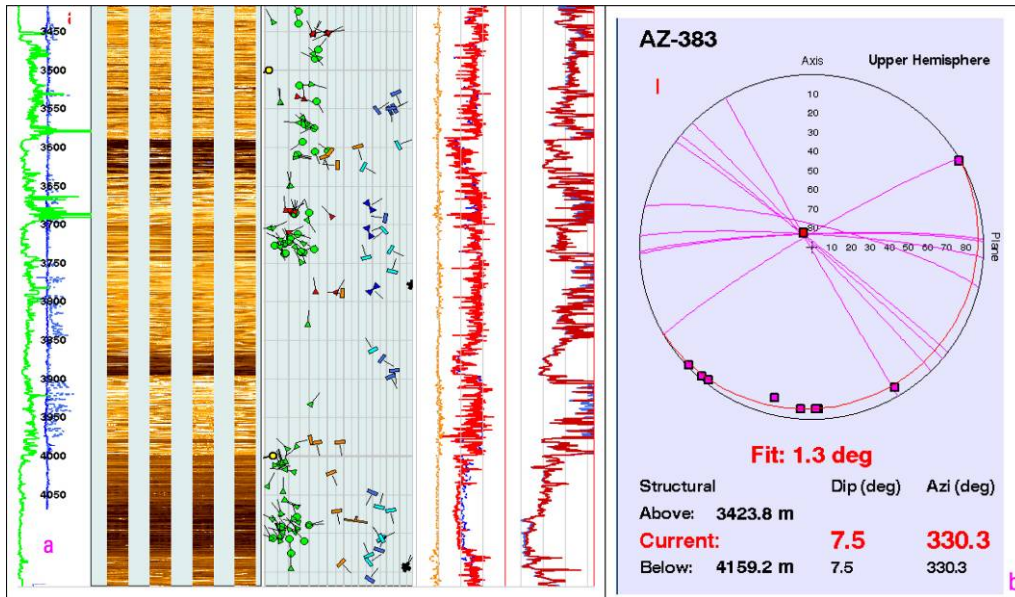 i
3450
3500
3550
3600
3650
3700
3750
3800
3850
3900
3950
4000
4050
a
AZ-383
Axis
Upper Hemisphere
I
10
20
30
40
50
60
70
80
10 20 30 40 50 60 70 80
Plane
Fit: 1.3 deg
Structural Dip (deg) Azi (deg)
Above: 3423.8 m
Current: 7.5 330.3
Below: 4159.2 m 7.5 330.3
b